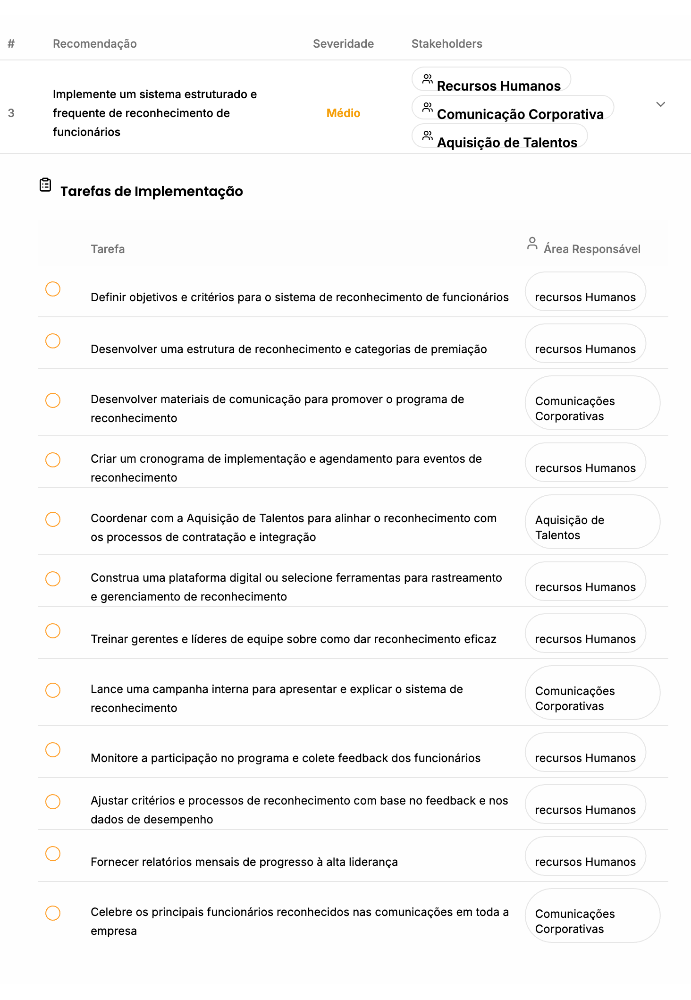 # Recomendação Severidade Stakeholders
Implemente um sistema estruturado e
frequente de reconhecimento de
funcionários
3
Médio
Recursos Humanos
Comunicação Corporativa
Aquisição de Talentos
Tarefas de Implementação
Tarefa Área Responsável
Definir objetivos e critérios para o sistema de reconhecimento de funcionários
recursos Humanos
Desenvolver uma estrutura de reconhecimento e categorias de premiação
recursos Humanos
Desenvolver materiais de comunicação para promover o programa de
reconhecimento
Comunicações
Corporativas
Criar um cronograma de implementação e agendamento para eventos de
reconhecimento
recursos Humanos
Coordenar com a Aquisição de Talentos para alinhar o reconhecimento com
os processos de contratação e integração
Aquisição de
Talentos
Construa uma plataforma digital ou selecione ferramentas para rastreamento
e gerenciamento de reconhecimento
recursos Humanos
Treinar gerentes e líderes de equipe sobre como dar reconhecimento eficaz
recursos Humanos
Lance uma campanha interna para apresentar e explicar o sistema de
reconhecimento
Comunicações
Corporativas
Monitore a participação no programa e colete feedback dos funcionários
recursos Humanos
Ajustar critérios e processos de reconhecimento com base no feedback e nos
dados de desempenho
recursos Humanos
Fornecer relatórios mensais de progresso à alta liderança
recursos Humanos
Celebre os principais funcionários reconhecidos nas comunicações em toda a
empresa
Comunicações
Corporativas